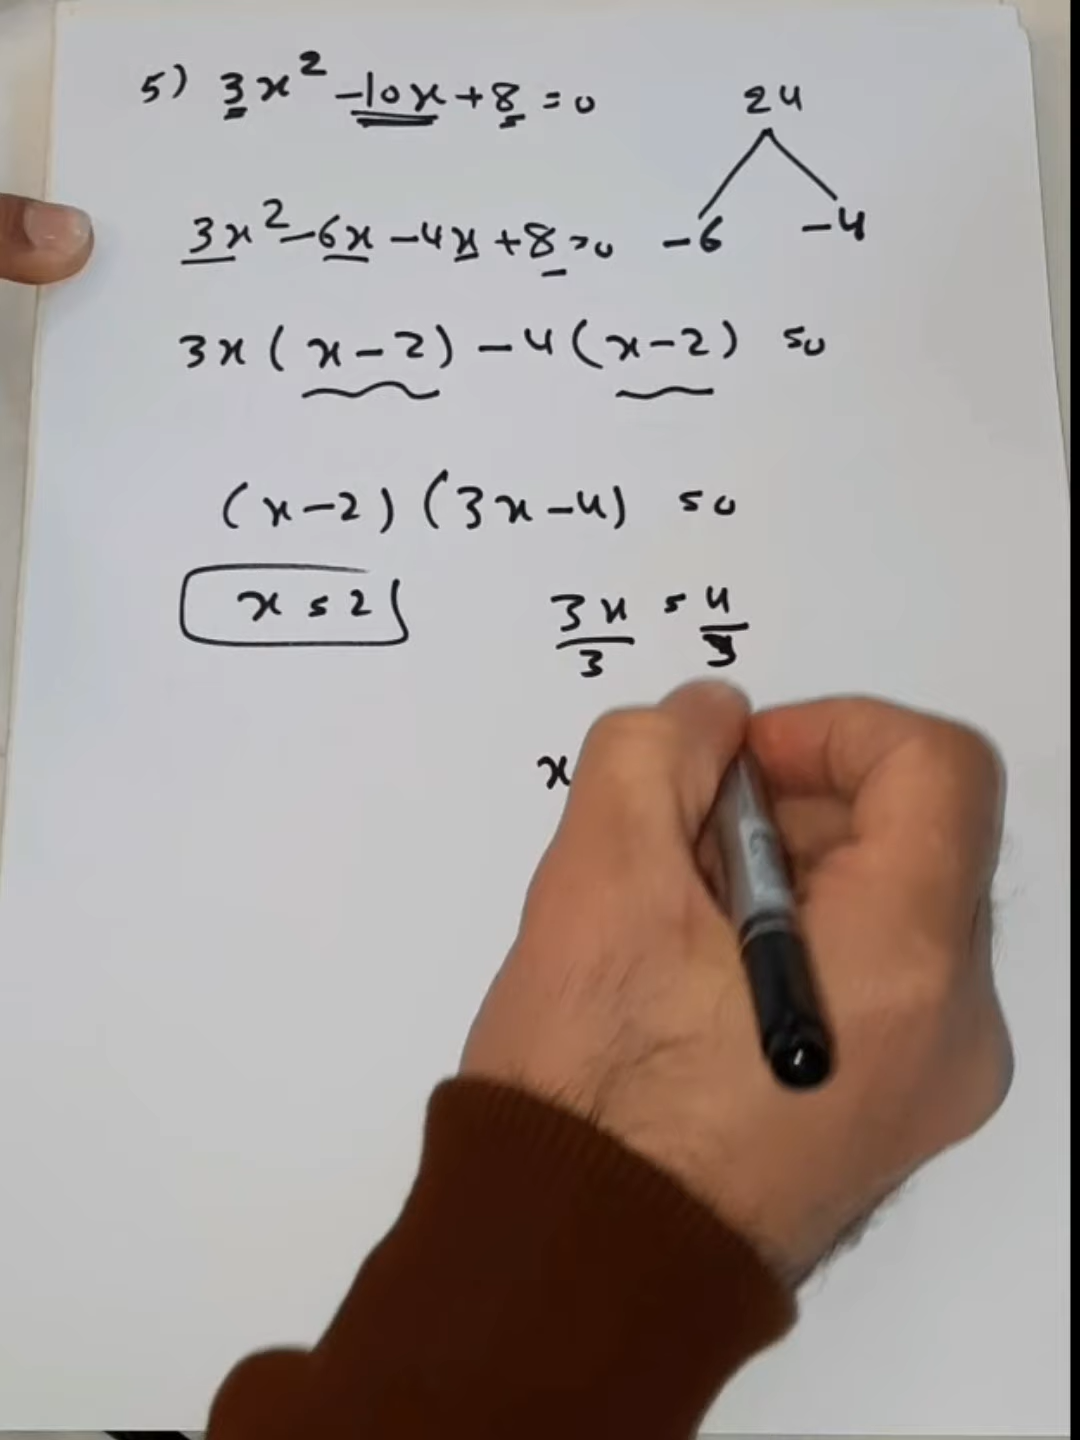 5) 3x² -10x + 8 = 0
24
-6 -4
3x² - 6x - 4x + 8 = 0
3x ( x - 2 ) - 4 ( x - 2 ) = 0
( x - 2 ) ( 3x - 4 ) = 0
x = 2
3x/3 = 4/3
x